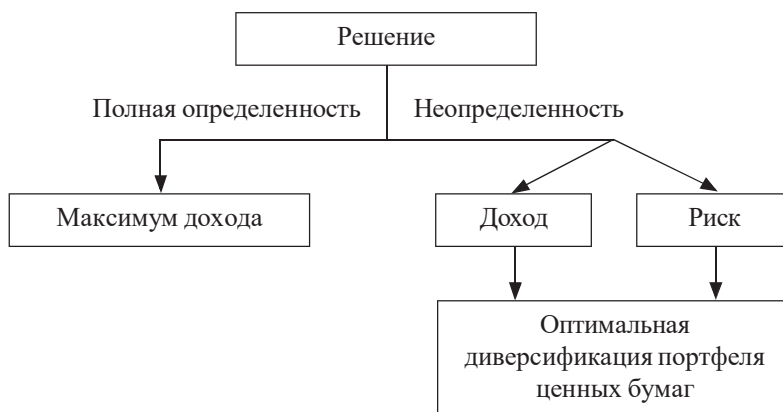 Решение
Полная определенность
Неопределенность
Максимум дохода
Доход
Риск
Оптимальная
диверсификация портфеля
ценных бумаг